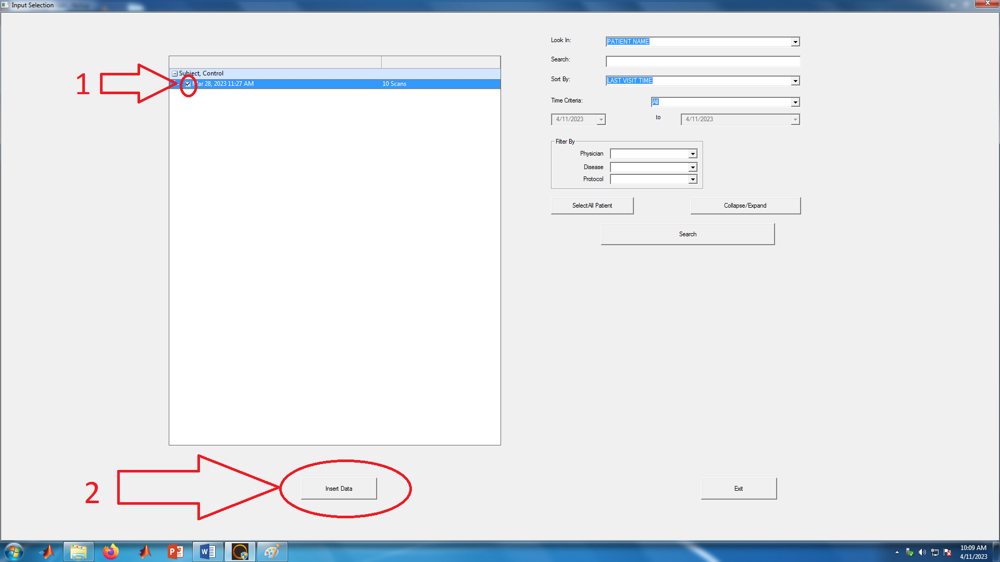 Input Selection
Subject, Control
Mar 28, 2023 11:27 AM 10 Scans
1
2
Insert Data
Look In: PATIENT NAME
Search:
Sort By: LAST VISIT TIME
Time Criteria: All
4/11/2023 to 4/11/2023
Filter By
Physician
Disease
Protocol
SelectAll Patient Collapse/Expand
Search
Exit
10:09 AM
4/11/2023